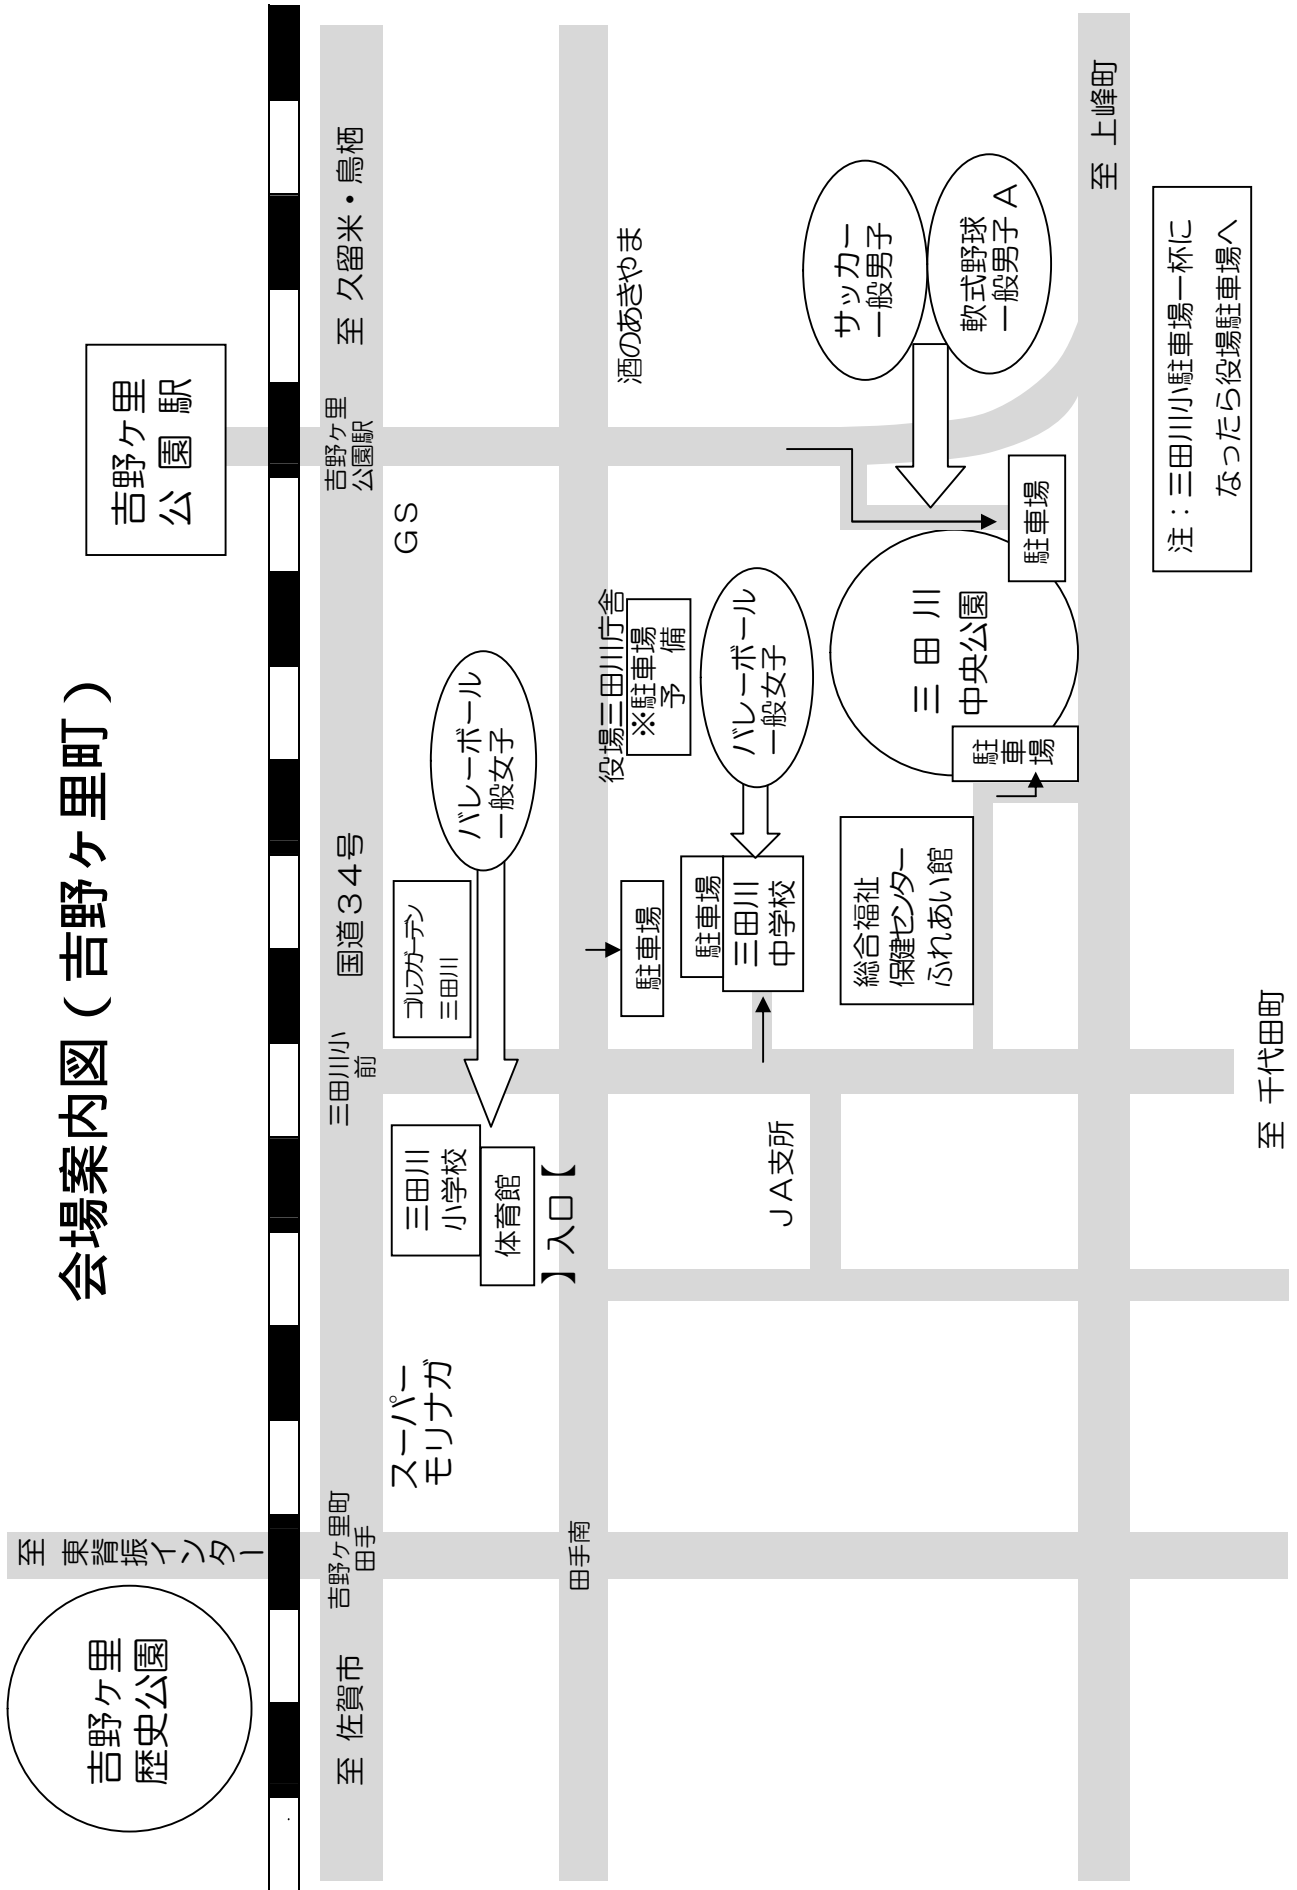 会場案内図（吉野ヶ里町）
吉野ヶ里
歴史公園
至 東脊振インター
吉野ヶ里
公園駅
至 佐賀市
吉野ヶ里町
田手
三田川小
前
国道３４号
吉野ヶ里
公園駅
至 久留米・鳥栖
スーパー
モリナガ
三田川
小学校
体育館
【入口】
ゴルフガーデン
三田川
バレーボール
一般女子
ＧＳ
田手南
駐車場
役場三田川庁舎
※駐車場
予備
酒のあきやま
駐車場
三田川
中学校
バレーボール
一般女子
ＪＡ支所
総合福祉
保健センター
ふれあい館
三田川
中央公園
駐車場
駐車場
サッカー
一般男子
軟式野球
一般男子Ａ
至 上峰町
至 千代田町
注：三田川小駐車場一杯に
なったら役場駐車場へ